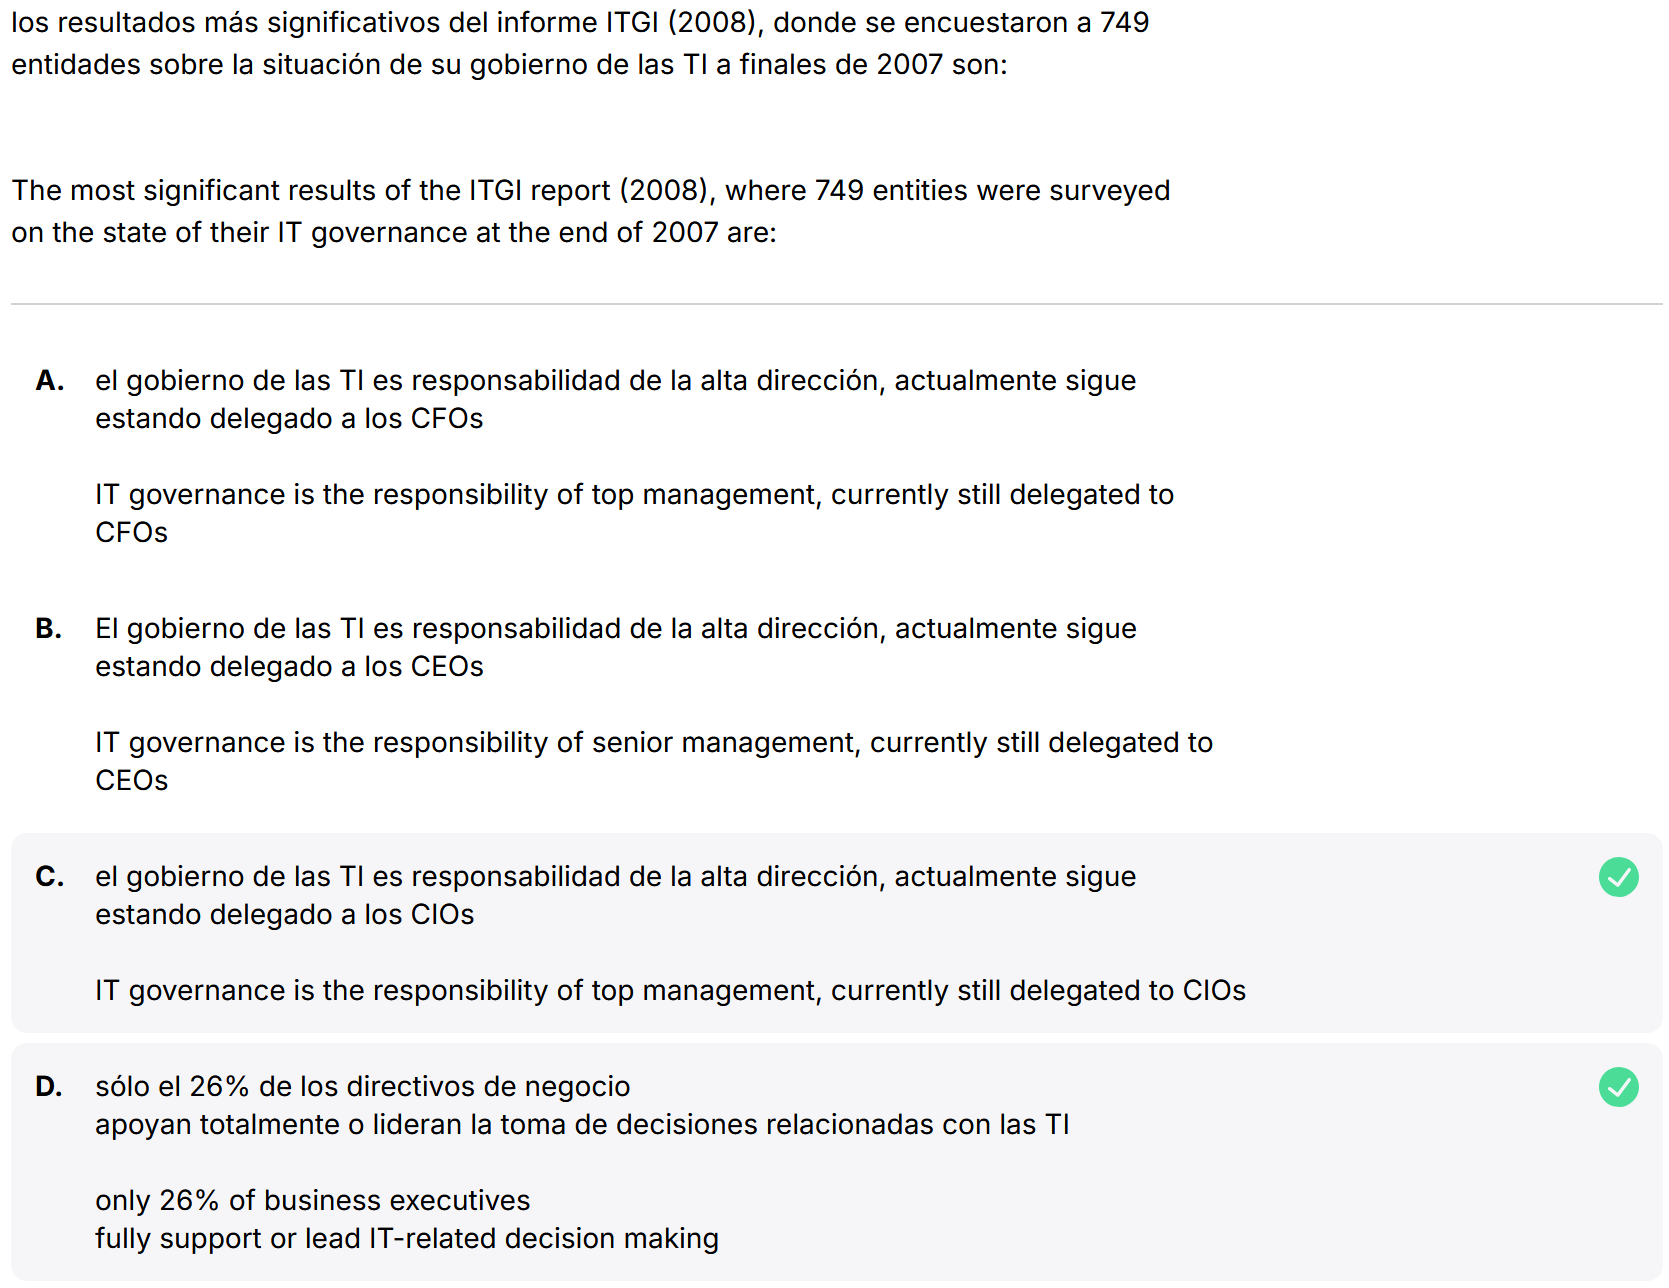 los resultados más significativos del informe ITGI (2008), donde se encuestaron a 749
entidades sobre la situación de su gobierno de las TI a finales de 2007 son:
The most significant results of the ITGI report (2008), where 749 entities were surveyed
on the state of their IT governance at the end of 2007 are:
A. el gobierno de las TI es responsabilidad de la alta dirección, actualmente sigue
estando delegado a los CFOs
IT governance is the responsibility of top management, currently still delegated to
CFOs
B. El gobierno de las TI es responsabilidad de la alta dirección, actualmente sigue
estando delegado a los CEOs
IT governance is the responsibility of senior management, currently still delegated to
CEOs
C. el gobierno de las TI es responsabilidad de la alta dirección, actualmente sigue
estando delegado a los CIOs
IT governance is the responsibility of top management, currently still delegated to CIOs
D. sólo el 26% de los directivos de negocio
apoyan totalmente o lideran la toma de decisiones relacionadas con las TI
only 26% of business executives
fully support or lead IT-related decision making